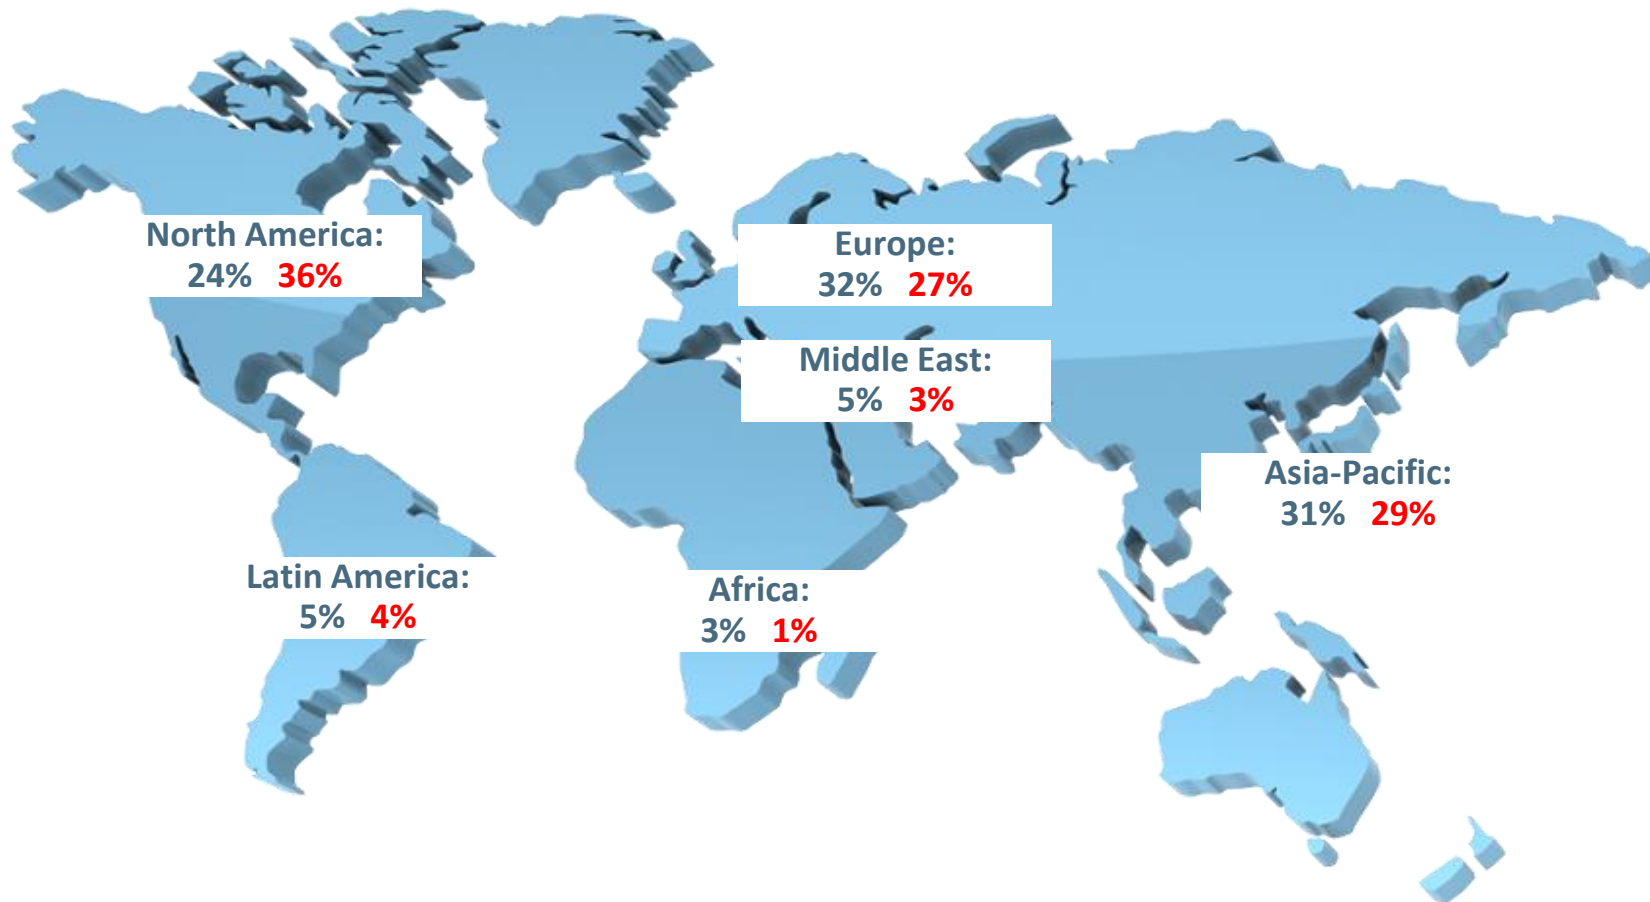 North America:
24% 36%
Europe:
32% 27%
Middle East:
5% 3%
Asia-Pacific:
31% 29%
Latin America:
5% 4%
Africa:
3% 1%